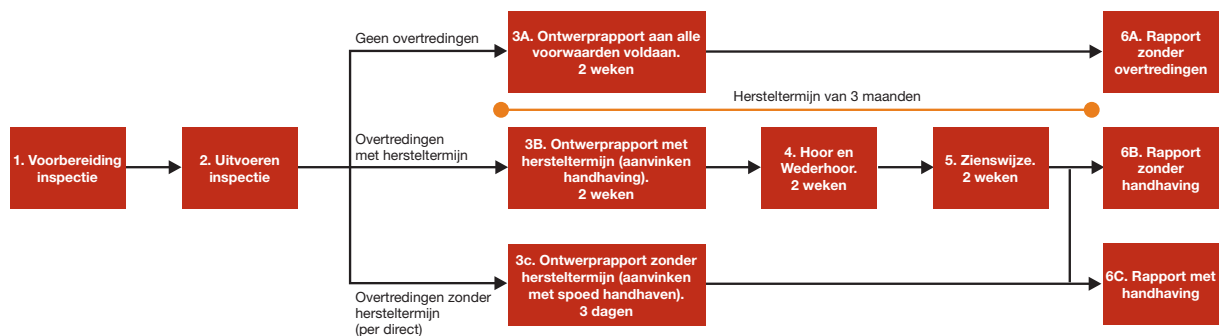 Geen overtredingen
3A. Ontwerprapport aan alle
voorwaarden voldaan.
2 weken
6A. Rapport
zonder
overtredingen
Hersteltermijn van 3 maanden
1. Voorbereiding
inspectie
2. Uitvoeren
inspectie
Overtredingen
met hersteltermijn
3B. Ontwerprapport met
hersteltermijn (aanvinken
handhaving).
2 weken
4. Hoor en
Wederhoor.
2 weken
5. Zienswijze.
2 weken
6B. Rapport
zonder
handhaving
Overtredingen zonder
hersteltermijn
(per direct)
3c. Ontwerprapport zonder
hersteltermijn (aanvinken
met spoed handhaven).
3 dagen
6C. Rapport met
handhaving